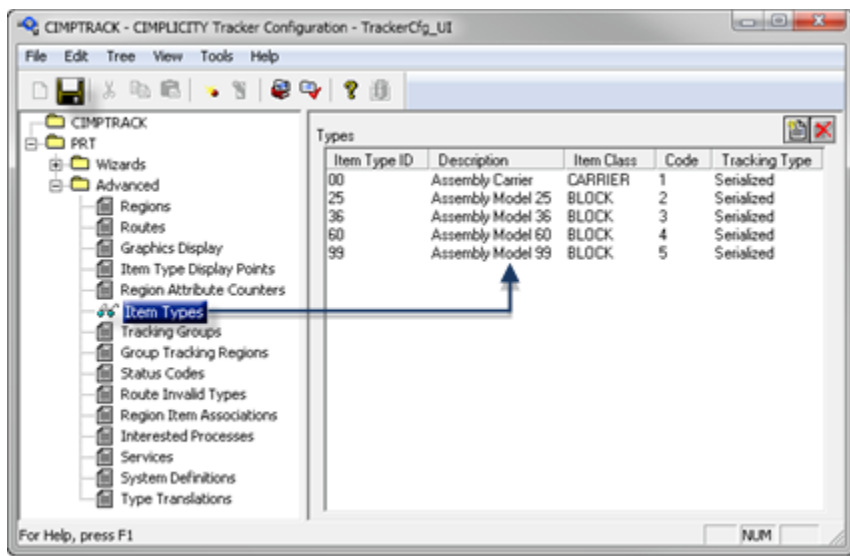 CIMPTRACK - CIMPLICITY Tracker Configuration - TrackerCfg_UI
File Edit Tree View Tools Help
CIMPTRACK
PRT
Wizards
Advanced
Regions
Routes
Graphics Display
Item Type Display Points
Region Attribute Counters
Item Types
Tracking Groups
Group Tracking Regions
Status Codes
Route Invalid Types
Region Item Associations
Interested Processes
Services
System Definitions
Type Translations
Types
Item Type ID Description Item Class Code Tracking Type
00 Assembly Carrier CARRIER 1 Serialized
25 Assembly Model 25 BLOCK 2 Serialized
36 Assembly Model 36 BLOCK 3 Serialized
60 Assembly Model 60 BLOCK 4 Serialized
99 Assembly Model 99 BLOCK 5 Serialized
For Help, press F1
NUM